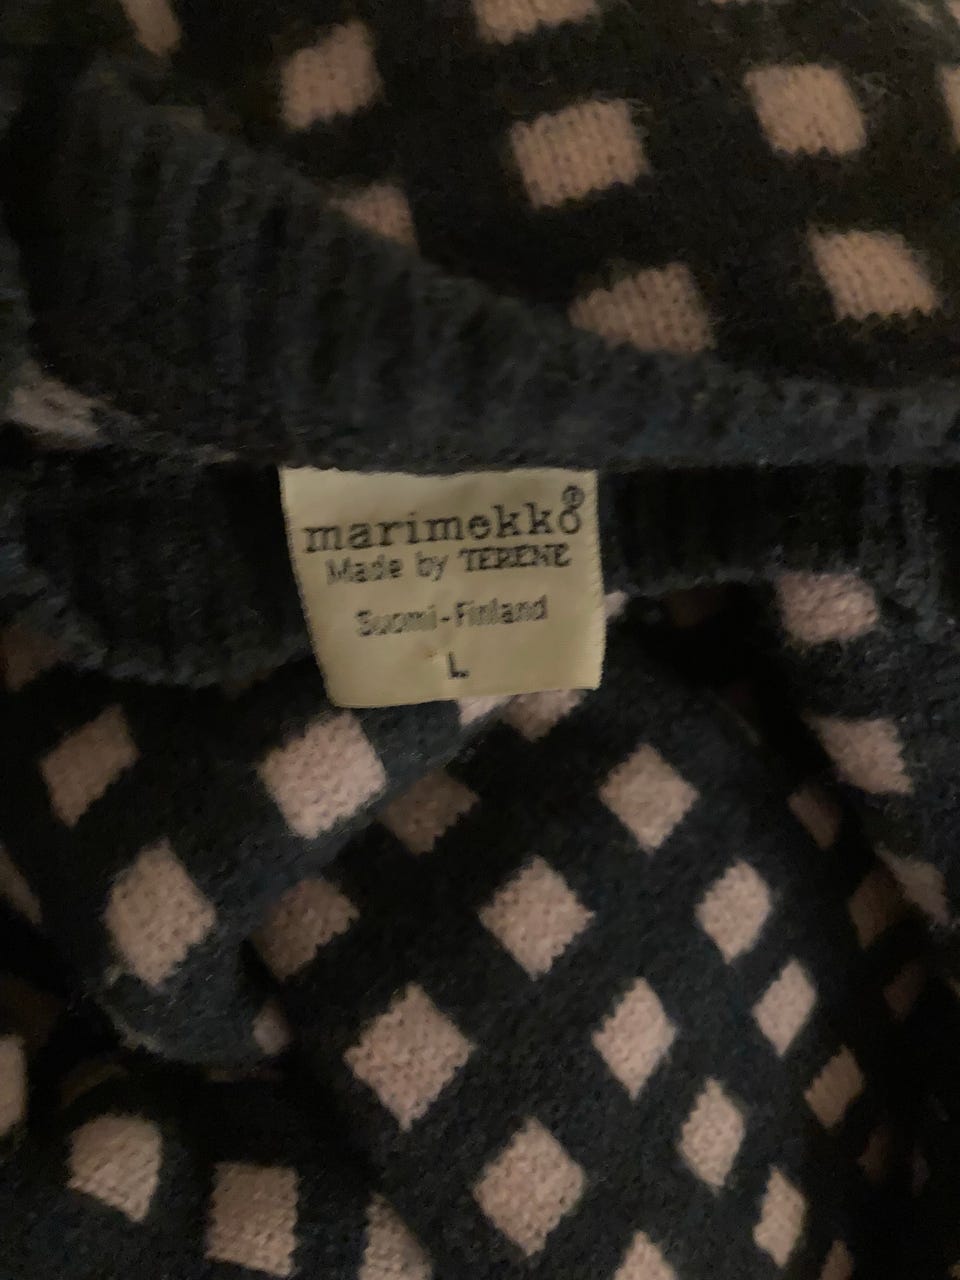 marimekko®
Made by TERENE
Suomi-Finland
L